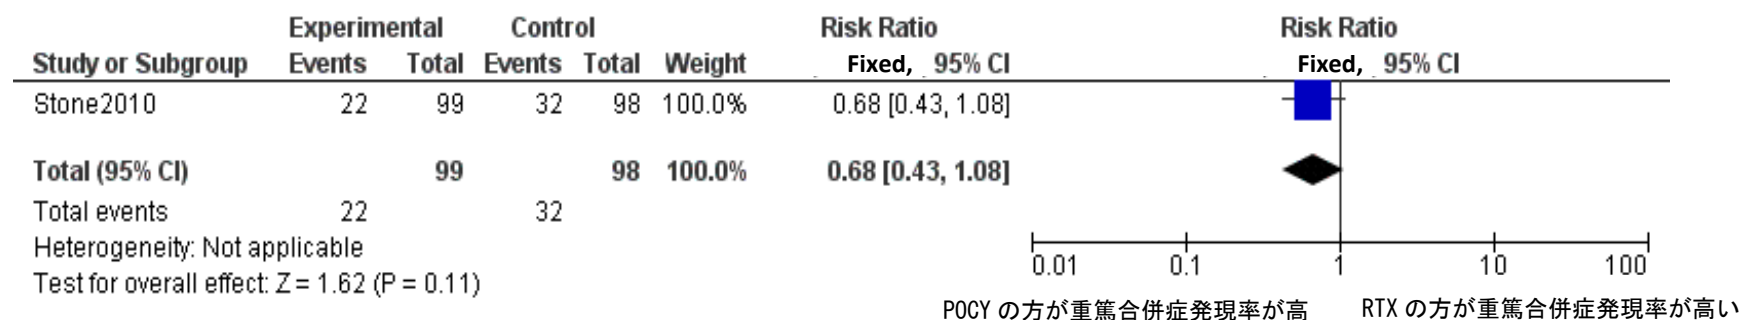 Experimental Control Risk Ratio Risk Ratio
Study or Subgroup Events Total Events Total Weight Fixed, 95% CI Fixed, 95% CI
Stone2010 22 99 32 98 100.0% 0.68 [0.43, 1.08]
Total (95% CI) 99 98 100.0% 0.68 [0.43, 1.08]
Total events 22 32
Heterogeneity: Not applicable
Test for overall effect: Z = 1.62 (P = 0.11)
0.01 0.1 1 10 100
POCY の方が重篤合併症発現率が高 RTX の方が重篤合併症発現率が高い